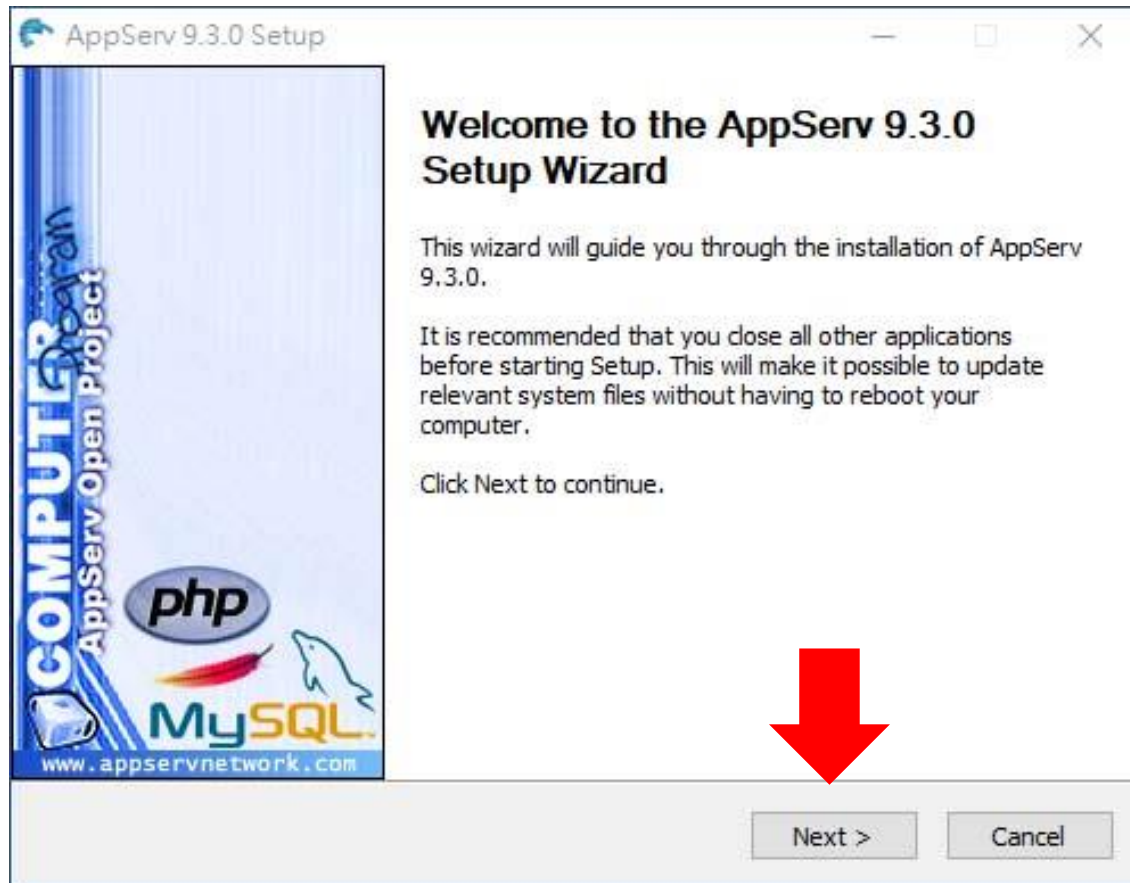 AppServ 9.3.0 Setup
COMPUTER
Program
AppServ Open Project
php
MySQL
www.appservnetwork.com
Welcome to the AppServ 9.3.0
Setup Wizard
This wizard will guide you through the installation of AppServ
9.3.0.
It is recommended that you close all other applications
before starting Setup. This will make it possible to update
relevant system files without having to reboot your
computer.
Click Next to continue.
Next >
Cancel